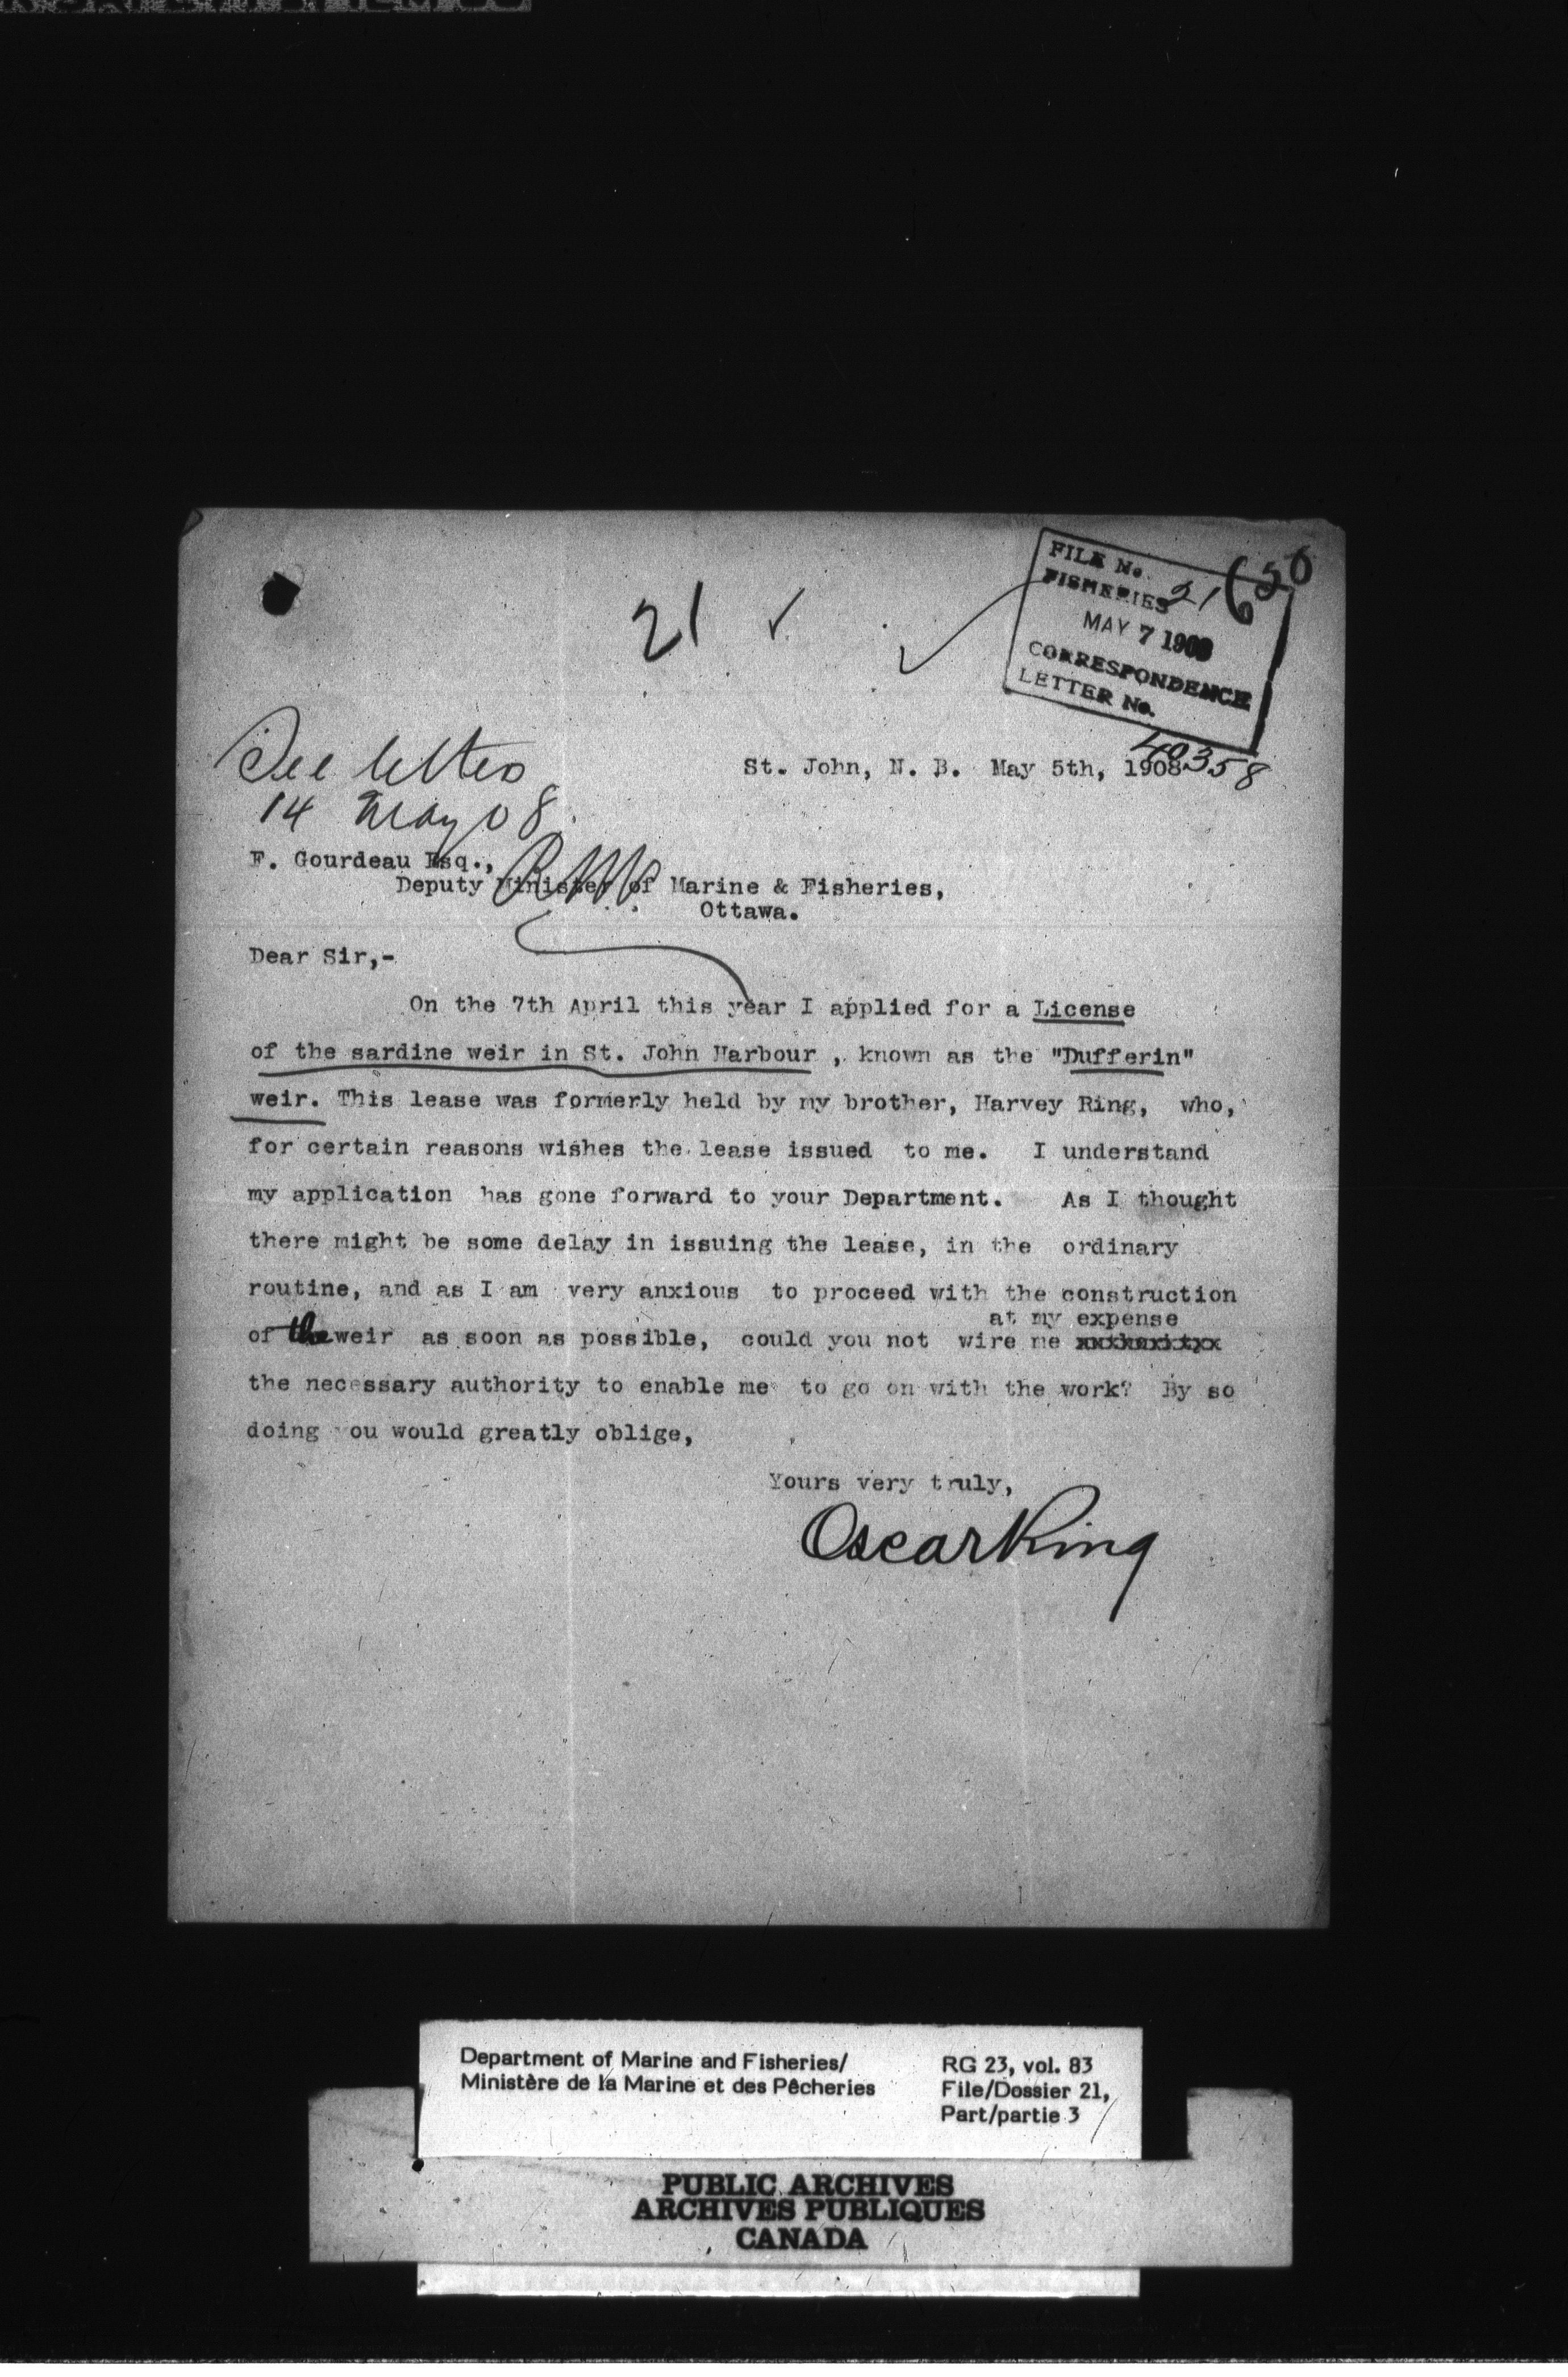 21 ✓
FILE No. 21650
FISHERIES
MAY 7 1908
CORRESPONDENCE
LETTER No.
40358
See letter
14 May 08.
St. John, N. B. May 5th, 1908
F. Gourdeau Esq.,
Deputy Minister of Marine & Fisheries,
Ottawa.
Dear Sir,-
On the 7th April this year I applied for a License
of the sardine weir in St. John Harbour , known as the "Dufferin"
weir. This lease was formerly held by my brother, Harvey Ring, who,
for certain reasons wishes the lease issued to me. I understand
my application has gone forward to your Department. As I thought
there might be some delay in issuing the lease, in the ordinary
routine, and as I am very anxious to proceed with the construction
at my expense
of the weir as soon as possible, could you not wire me
the necessary authority to enable me to go on with the work? By so
doing ou would greatly oblige,
Yours very truly,
Oscar Ring
Department of Marine and Fisheries/
Ministère de la Marine et des Pêcheries
RG 23, vol. 83
File/Dossier 21,
Part/partie 3
PUBLIC ARCHIVES
ARCHIVES PUBLIQUES
CANADA